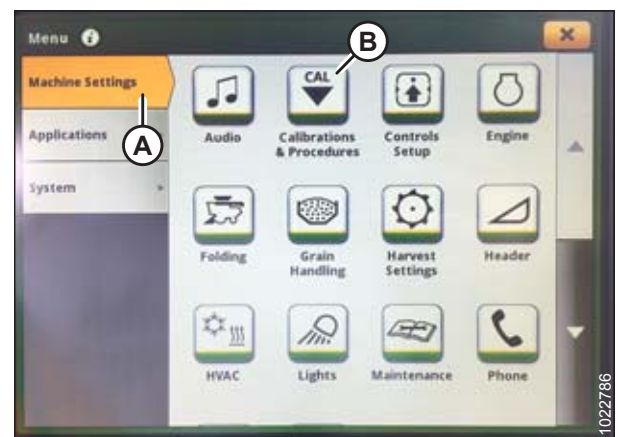 Menu i
B
Machine Settings
CAL
Applications
A
Audio
Calibrations
& Procedures
Controls
Setup
Engine
System
Folding
Grain
Handling
Harvest
Settings
Header
HVAC
Lights
Maintenance
Phone
1022786